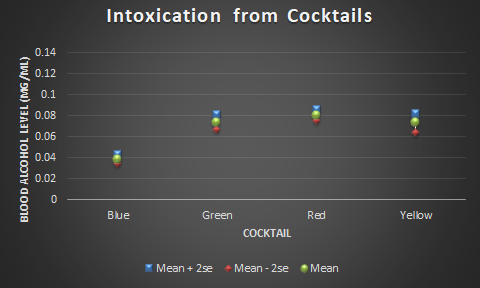 Intoxication from Cocktails
BLOOD ALCOHOL LEVEL (MG/ML)
0.14
0.12
0.1
0.08
0.06
0.04
0.02
0
Blue Green Red Yellow
COCKTAIL
Mean + 2se Mean - 2se Mean